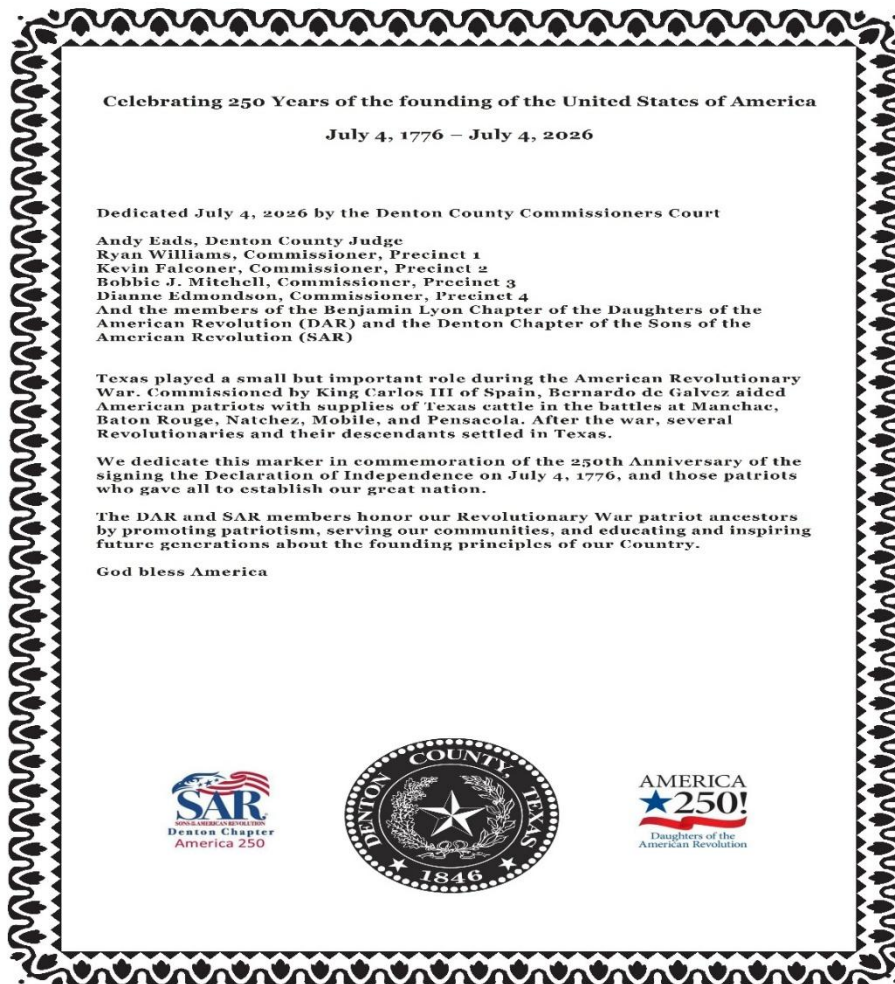 Celebrating 250 Years of the founding of the United States of America
July 4, 1776 – July 4, 2026
Dedicated July 4, 2026 by the Denton County Commissioners Court
Andy Eads, Denton County Judge
Ryan Williams, Commissioner, Precinct 1
Kevin Falconer, Commissioner, Precinct 2
Bobbie J. Mitchell, Commissioner, Precinct 3
Dianne Edmondson, Commissioner, Precinct 4
And the members of the Benjamin Lyon Chapter of the Daughters of the
American Revolution (DAR) and the Denton Chapter of the Sons of the
American Revolution (SAR)
Texas played a small but important role during the American Revolutionary
War. Commissioned by King Carlos III of Spain, Bernardo de Galvez aided
American patriots with supplies of Texas cattle in the battles at Manchac,
Baton Rouge, Natchez, Mobile, and Pensacola. After the war, several
Revolutionaries and their descendants settled in Texas.
We dedicate this marker in commemoration of the 250th Anniversary of the
signing the Declaration of Independence on July 4, 1776, and those patriots
who gave all to establish our great nation.
The DAR and SAR members honor our Revolutionary War patriot ancestors
by promoting patriotism, serving our communities, and educating and inspiring
future generations about the founding principles of our Country.
God bless America
SAR
SONS of the AMERICAN REVOLUTION
Denton Chapter
America 250
DENTON COUNTY, TEXAS
1846
AMERICA
250!
Daughters of the
American Revolution